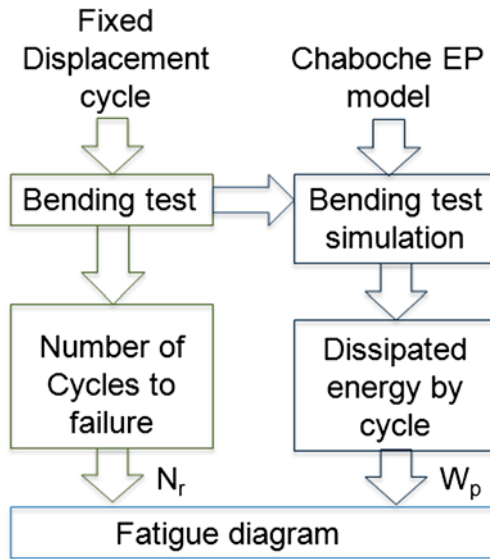 Fixed
Displacement
cycle
Chaboche EP
model
Bending test
Bending test
simulation
Number of
Cycles to
failure
Dissipated
energy by
cycle
Nr
Wp
Fatigue diagram